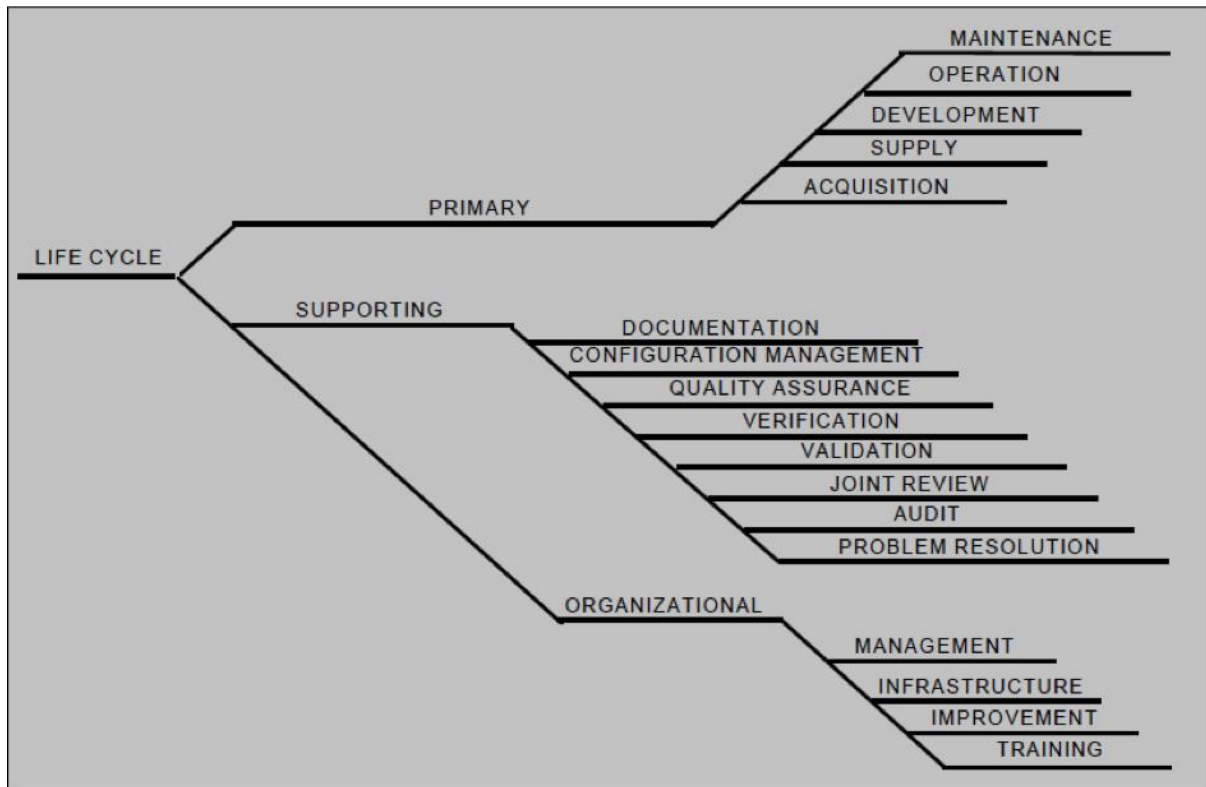 MAINTENANCE
OPERATION
DEVELOPMENT
SUPPLY
ACQUISITION
PRIMARY
LIFE CYCLE
SUPPORTING
DOCUMENTATION
CONFIGURATION MANAGEMENT
QUALITY ASSURANCE
VERIFICATION
VALIDATION
JOINT REVIEW
AUDIT
PROBLEM RESOLUTION
ORGANIZATIONAL
MANAGEMENT
INFRASTRUCTURE
IMPROVEMENT
TRAINING